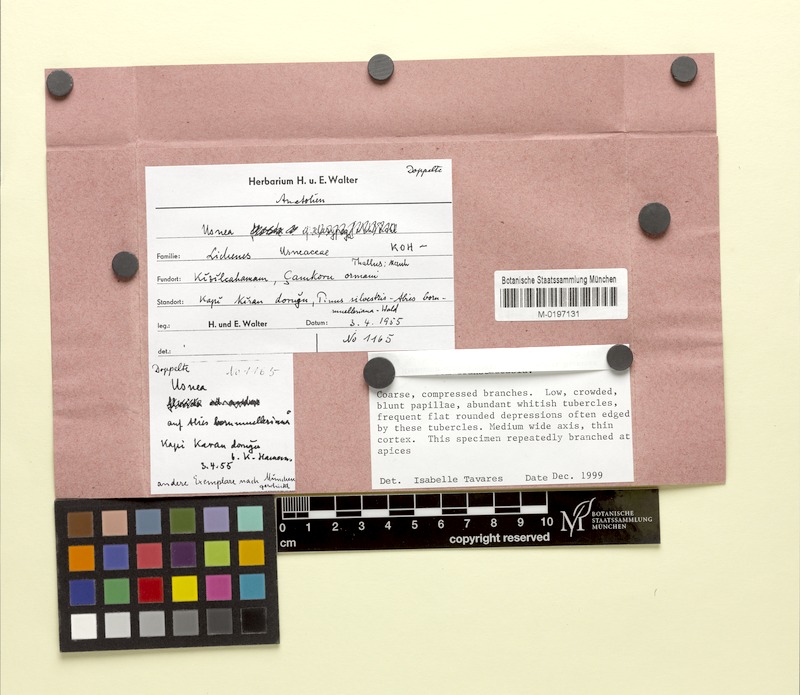 Doppelte
Herbarium H. u. E. Walter
Anatolien
Usnea
Familie: Lichenes Usneaceae KOH –
Thallus:
Fundort: Kizilcahamam, Çamkoru ormani
Standort: Kapi Kiran doruğu, Pinus silvestris - Abies born-
muelleriana-Wald
leg.: H. und E. Walter Datum: 3. 4. 1955
det.: No 1165
Botanische Staatssammlung München
M-0197131
Doppelte No 1165
Usnea
auf Abies bornmuelleriana
Kapi Karan doruğu
b. K. Hamam.
3.4.55
andere Exemplare nach München
geschickt
Coarse, compressed branches. Low, crowded,
blunt papillae, abundant whitish tubercles,
frequent flat rounded depressions often edged
by these tubercles. Medium wide axis, thin
cortex. This specimen repeatedly branched at
apices
Det. Isabelle Tavares Date Dec. 1999
0 1 2 3 4 5 6 7 8 9 10
cm
copyright reserved
M
BOTANISCHE
STAATSSAMMLUNG
MÜNCHEN